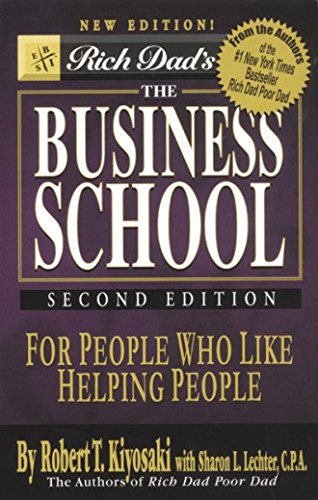 NEW EDITION!
E B
S I
Rich Dad's
THE
BUSINESS
SCHOOL
from the Authors
of the
#1 New York Times
Bestseller
Rich Dad Poor Dad
SECOND EDITION
FOR PEOPLE WHO LIKE
HELPING PEOPLE
By Robert T. Kiyosaki with Sharon L. Lechter, C.P.A.
The Authors of Rich Dad Poor Dad